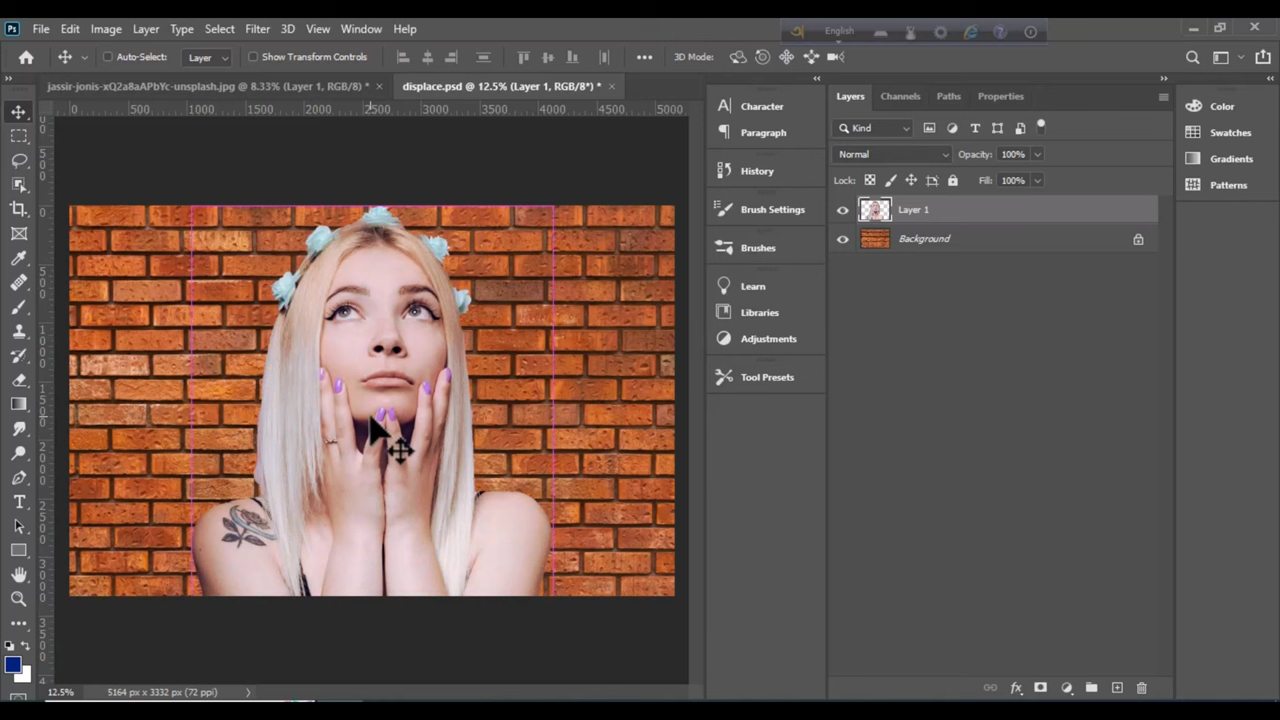 Ps File Edit Image Layer Type Select Filter 3D View Window Help
English
Auto-Select: Layer Show Transform Controls 3D Mode:
jassir-jonis-xQ2a8aAPbYc-unsplash.jpg @ 8.33% (Layer 1, RGB/8) * × displace.psd @ 12.5% (Layer 1, RGB/8*) * ×
0 500 1000 1500 2000 2500 3000 3500 4000 4500 5000
Character
Paragraph
History
Brush Settings
Brushes
Learn
Libraries
Adjustments
Tool Presets
Layers Channels Paths Properties
Kind
Normal Opacity: 100%
Lock: Fill: 100%
Layer 1
Background
Color
Swatches
Gradients
Patterns
12.5% 5164 px x 3332 px (72 ppi)